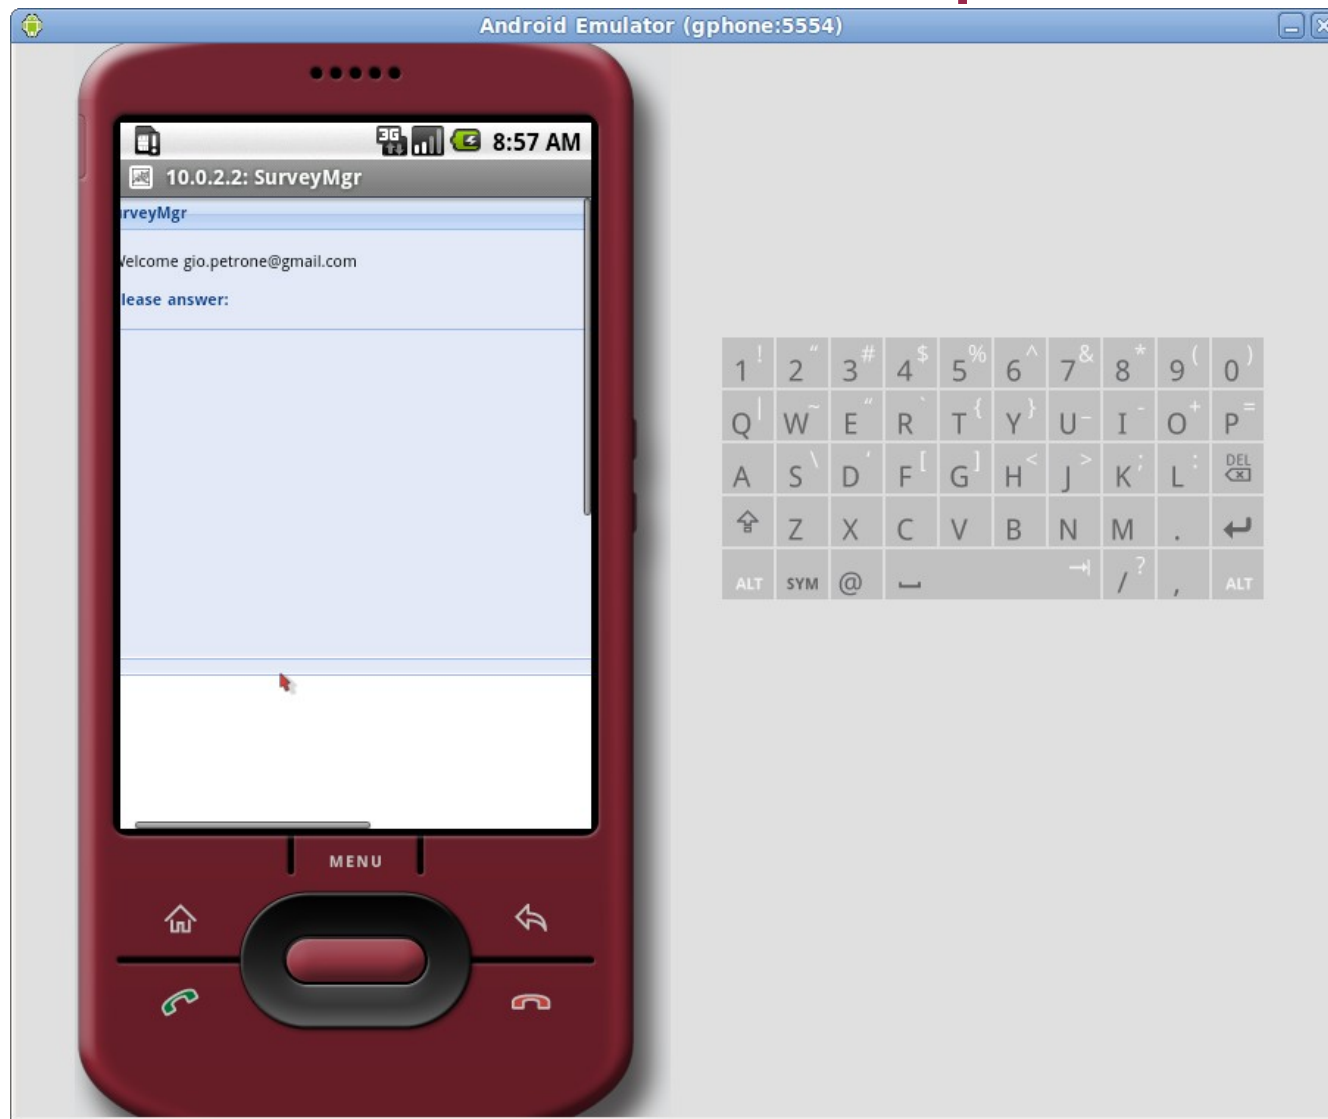 Android Emulator (gphone:5554)
3G 8:57 AM
10.0.2.2: SurveyMgr
rveyMgr
elcome gio.petrone@gmail.com
lease answer:
MENU
1 ! 2 “ 3 # 4 $ 5 % 6 ^ 7 & 8 * 9 ( 0 )
Q | W ~ E “ R ` T { Y } U – I - O + P =
A S \ D ‘ F [ G ] H < J > K ; L : DEL
Z X C V B N M .
ALT SYM @ / ? , ALT